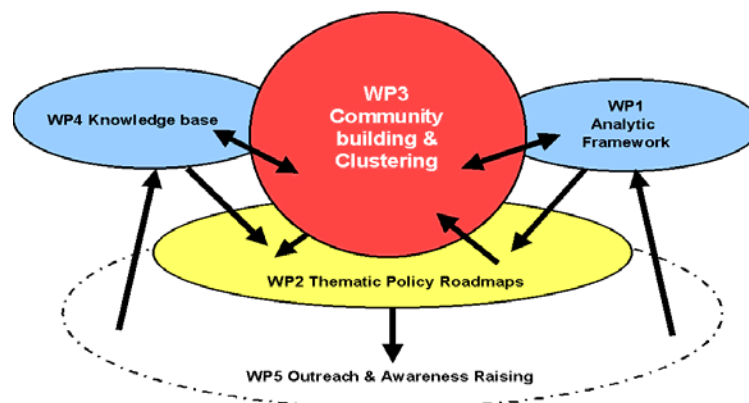 WP3
Community
building &
Clustering
WP4 Knowledge base
WP1
Analytic
Framework
WP2 Thematic Policy Roadmaps
WP5 Outreach & Awareness Raising